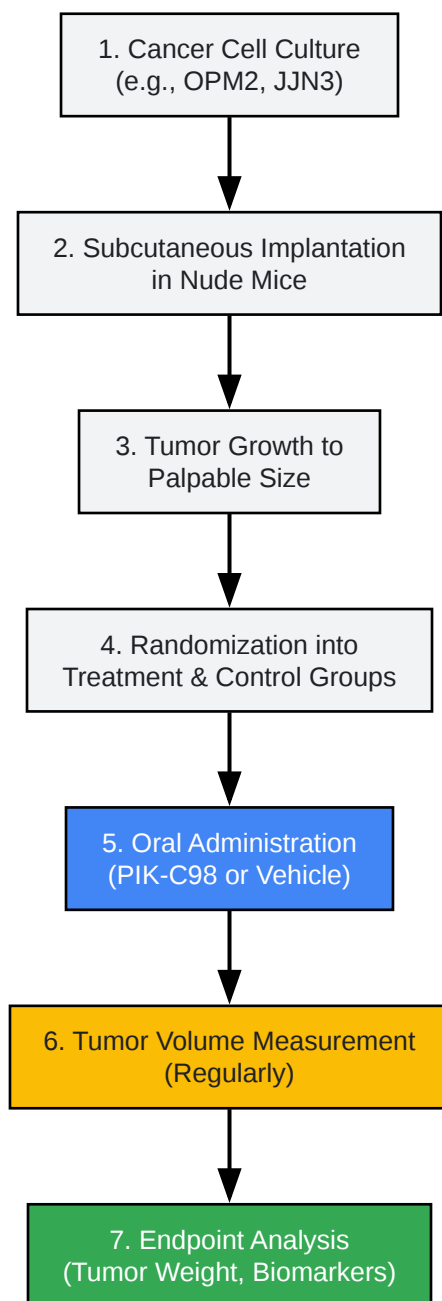 1. Cancer Cell Culture
(e.g., OPM2, JJN3)
2. Subcutaneous Implantation
in Nude Mice
3. Tumor Growth to
Palpable Size
4. Randomization into
Treatment & Control Groups
5. Oral Administration
(PIK-C98 or Vehicle)
6. Tumor Volume Measurement
(Regularly)
7. Endpoint Analysis
(Tumor Weight, Biomarkers)